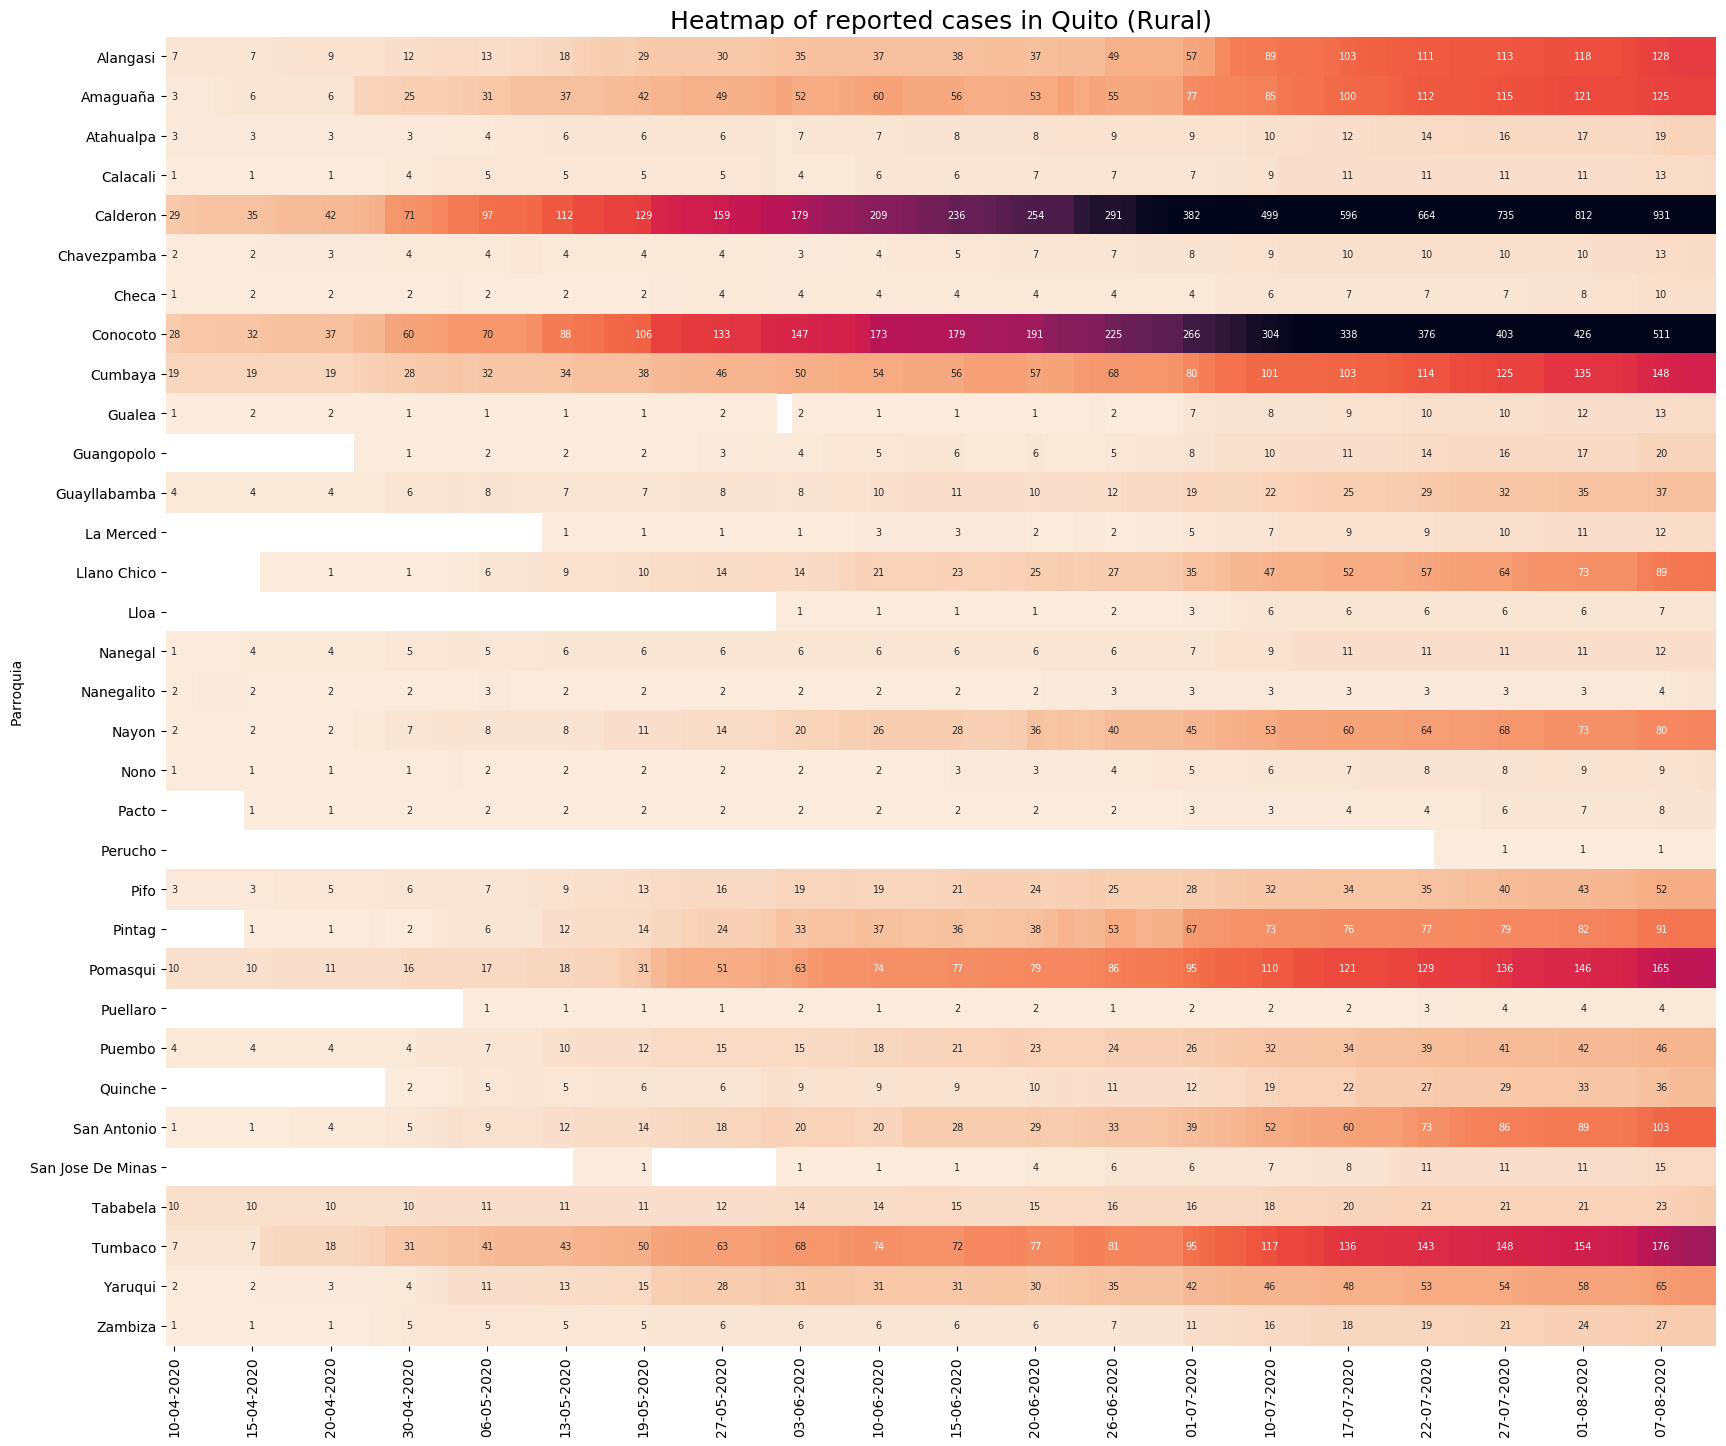 Heatmap of reported cases in Quito (Rural)
Parroquia
Alangasi 7 7 9 12 13 18 29 30 35 37 38 37 49 57 89 103 111 113 118 128
Amaguaña 3 6 6 25 31 37 42 49 52 60 56 53 55 77 85 100 112 115 121 125
Atahualpa 3 3 3 3 4 6 6 6 7 7 8 8 9 9 10 12 14 16 17 19
Calacali 1 1 1 4 5 5 5 5 4 6 6 7 7 7 9 11 11 11 11 13
Calderon 29 35 42 71 97 112 129 159 179 209 236 254 291 382 499 596 664 735 812 931
Chavezpamba 2 2 3 4 4 4 4 4 3 4 5 7 7 8 9 10 10 10 10 13
Checa 1 2 2 2 2 2 2 4 4 4 4 4 4 4 6 7 7 7 8 10
Conocoto 28 32 37 60 70 88 106 133 147 173 179 191 225 266 304 338 376 403 426 511
Cumbaya 19 19 19 28 32 34 38 46 50 54 56 57 68 80 101 103 114 125 135 148
Gualea 1 2 2 1 1 1 1 2 2 1 1 1 2 7 8 9 10 10 12 13
Guangopolo 1 2 2 2 3 4 5 6 6 5 8 10 11 14 16 17 20
Guayllabamba 4 4 4 6 8 7 7 8 8 10 11 10 12 19 22 25 29 32 35 37
La Merced 1 1 1 1 3 3 2 2 5 7 9 9 10 11 12
Llano Chico 1 1 6 9 10 14 14 21 23 25 27 35 47 52 57 64 73 89
Lloa 1 1 1 1 2 3 6 6 6 6 6 7
Nanegal 1 4 4 5 5 6 6 6 6 6 6 6 6 7 9 11 11 11 11 12
Nanegalito 2 2 2 2 3 2 2 2 2 2 2 2 3 3 3 3 3 3 3 4
Nayon 2 2 2 7 8 8 11 14 20 26 28 36 40 45 53 60 64 68 73 80
Nono 1 1 1 1 2 2 2 2 2 2 3 3 4 5 6 7 8 8 9 9
Pacto 1 1 2 2 2 2 2 2 2 2 2 2 3 3 4 4 6 7 8
Perucho 1 1 1
Pifo 3 3 5 6 7 9 13 16 19 19 21 24 25 28 32 34 35 40 43 52
Pintag 1 1 2 6 12 14 24 33 37 36 38 53 67 73 76 77 79 82 91
Pomasqui 10 10 11 16 17 18 31 51 63 74 77 79 86 95 110 121 129 136 146 165
Puellaro 1 1 1 1 2 1 2 2 1 2 2 2 3 4 4 4
Puembo 4 4 4 4 7 10 12 15 15 18 21 23 24 26 32 34 39 41 42 46
Quinche 2 5 5 6 6 9 9 9 10 11 12 19 22 27 29 33 36
San Antonio 1 1 4 5 9 12 14 18 20 20 28 29 33 39 52 60 73 86 89 103
San Jose De Minas 1 1 1 1 4 6 6 7 8 11 11 11 15
Tababela 10 10 10 10 11 11 11 12 14 14 15 15 16 16 18 20 21 21 21 23
Tumbaco 7 7 18 31 41 43 50 63 68 74 72 77 81 95 117 136 143 148 154 176
Yaruqui 2 2 3 4 11 13 15 28 31 31 31 30 35 42 46 48 53 54 58 65
Zambiza 1 1 1 5 5 5 5 6 6 6 6 6 7 11 16 18 19 21 24 27
10-04-2020 15-04-2020 20-04-2020 30-04-2020 06-05-2020 13-05-2020 19-05-2020 27-05-2020 03-06-2020 10-06-2020 15-06-2020 20-06-2020 26-06-2020 01-07-2020 10-07-2020 17-07-2020 22-07-2020 27-07-2020 01-08-2020 07-08-2020